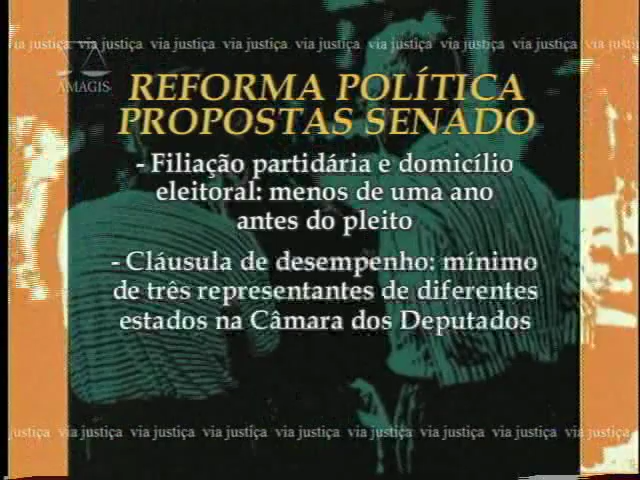 via justiça via justiça via justiça via justiça via justiça via justiça via justiça via justiça
AMAGIS
REFORMA POLÍTICA
PROPOSTAS SENADO
- Filiação partidária e domicílio
eleitoral: menos de uma ano
antes do pleito
- Cláusula de desempenho: mínimo
de três representantes de diferentes
estados na Câmara dos Deputados
justiça via justiça via justiça via justiça via justiça via justiça via justiça via justiça via justiça